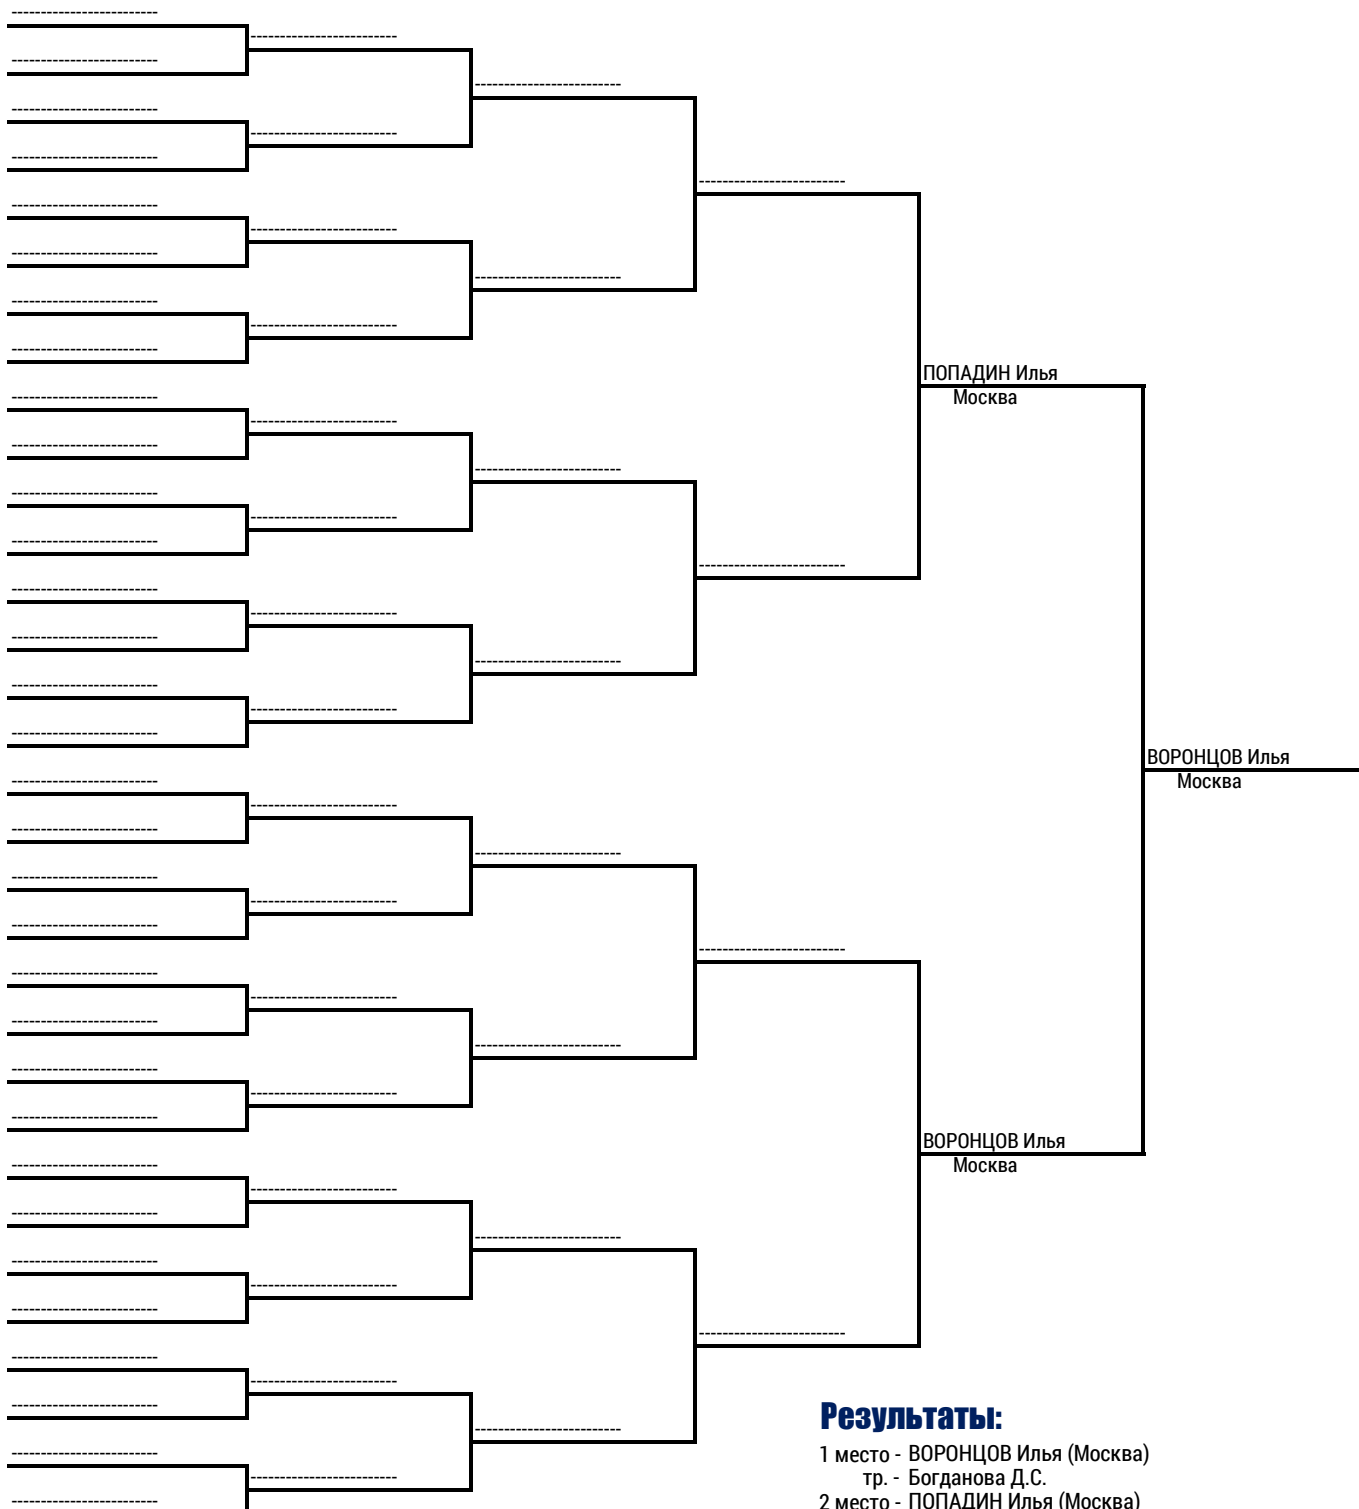 ПОПАДИН Илья
Москва
ВОРОНЦОВ Илья
Москва
ВОРОНЦОВ Илья
Москва
Результаты:
1 место - ВОРОНЦОВ Илья (Москва)
тр. - Богданова Д.С.
2 место - ПОПАДИН Илья (Москва)